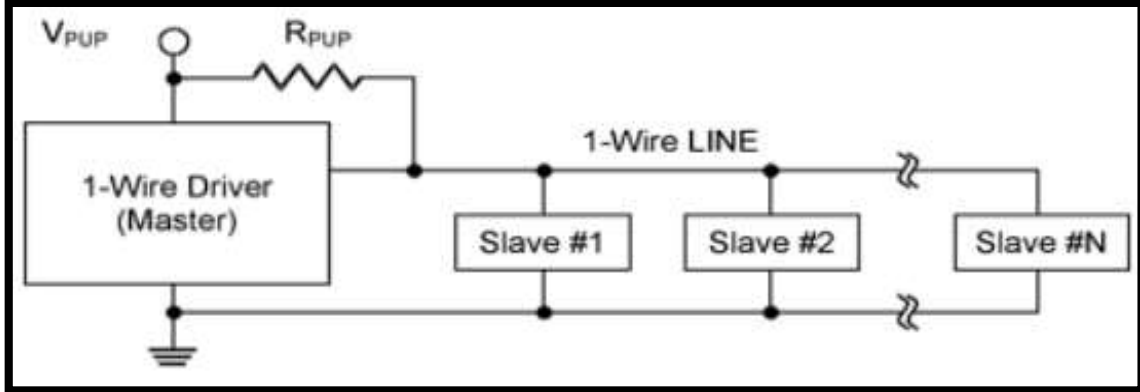 VPUP
RPUP
1-Wire LINE
1-Wire Driver
(Master)
Slave #1
Slave #2
Slave #N